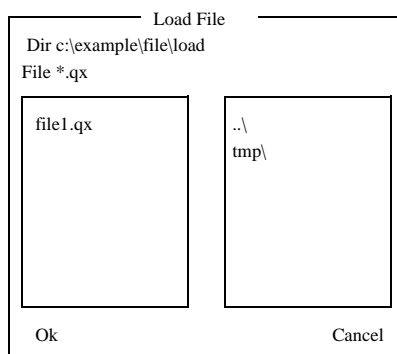 Load File
Dir c:\example\file\load
File *.qx
file1.qx
..\
tmp\
Ok Cancel